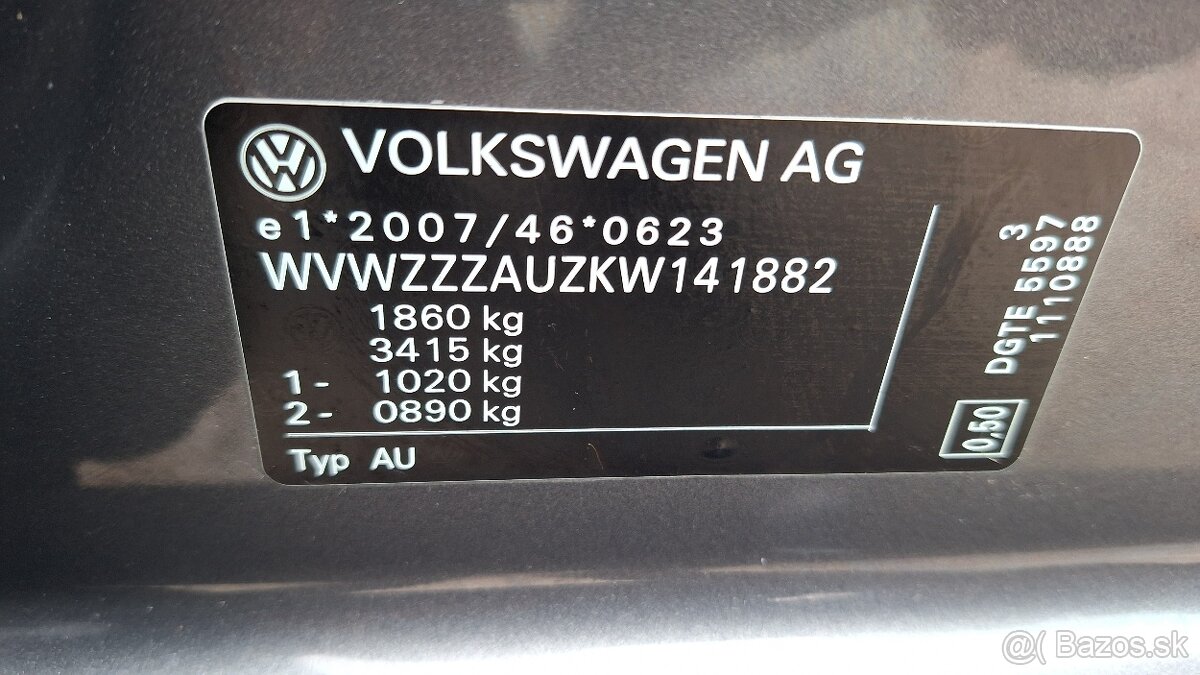 VOLKSWAGEN AG
e1*2007/46*0623
WVWZZZAUZKW141882
1860 kg
3415 kg
1- 1020 kg
2- 0890 kg
Typ AU
3
DGTE 5597
1110888
0,50
@( Bazos.sk